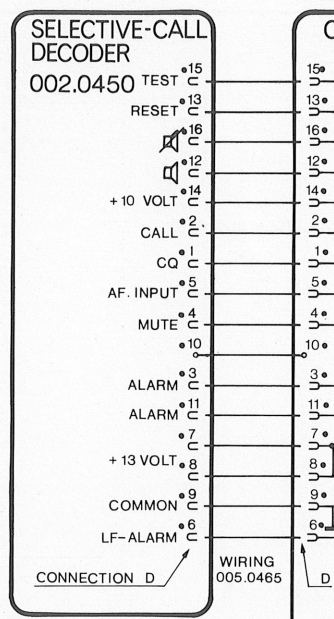 SELECTIVE-CALL
DECODER
002.0450
TEST 15 15
RESET 13 13
16 16
12 12
+10 VOLT 14 14
CALL 2 2
CQ 1 1
AF. INPUT 5 5
MUTE 4 4
10 10
ALARM 3 3
ALARM 11 11
7 7
+13 VOLT
8 8
COMMON 9 9
LF-ALARM 6 6
CONNECTION D
WIRING
005.0465
D